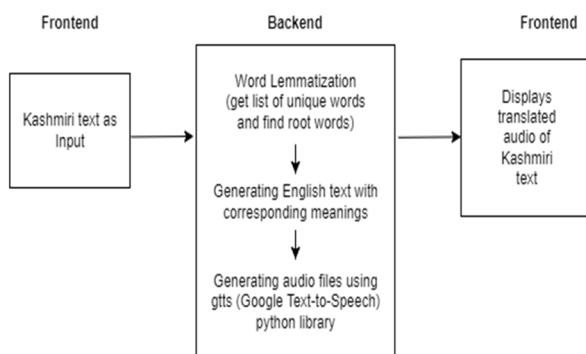 Frontend
Backend
Frontend
Kashmiri text as
Input
Word Lemmatization
(get list of unique words
and find root words)
Generating English text with
corresponding meanings
Generating audio files using
gtts (Google Text-to-Speech)
python library
Displays
translated
audio of
Kashmiri
text